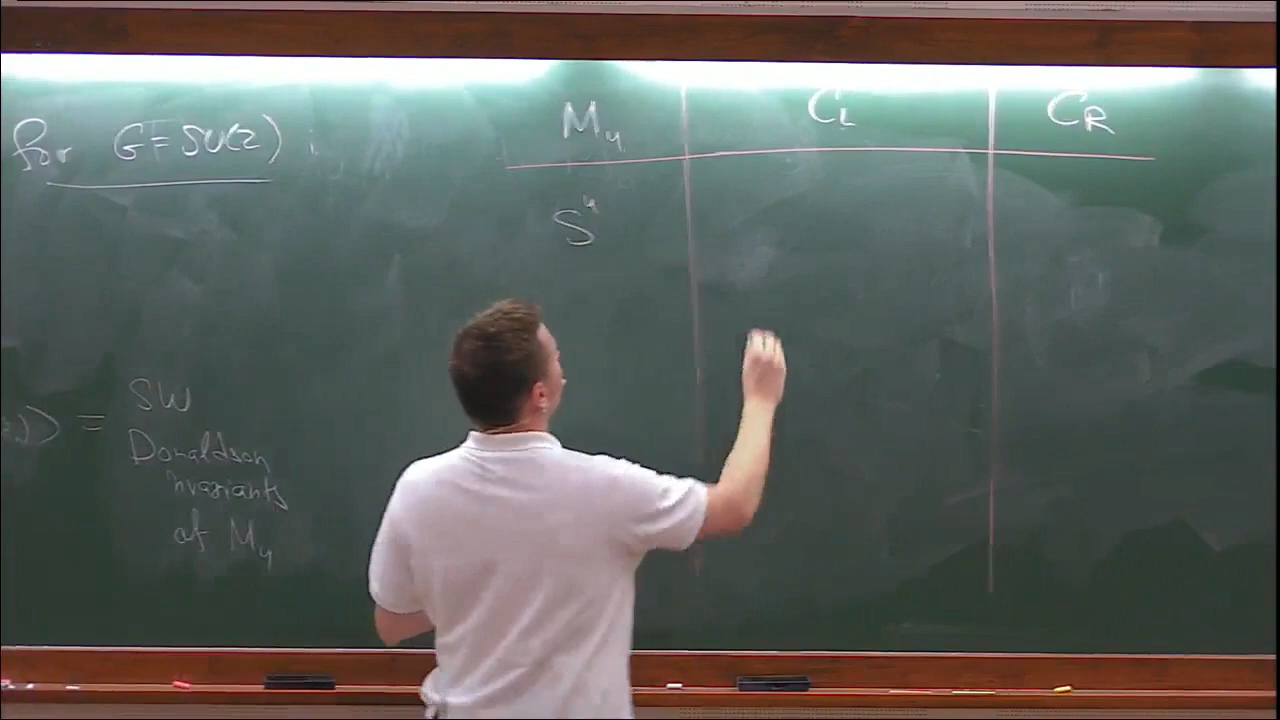 for G=SU(2) :
M₄ C_L C_R
S⁴
= SW
Donaldson
invariants
of M₄